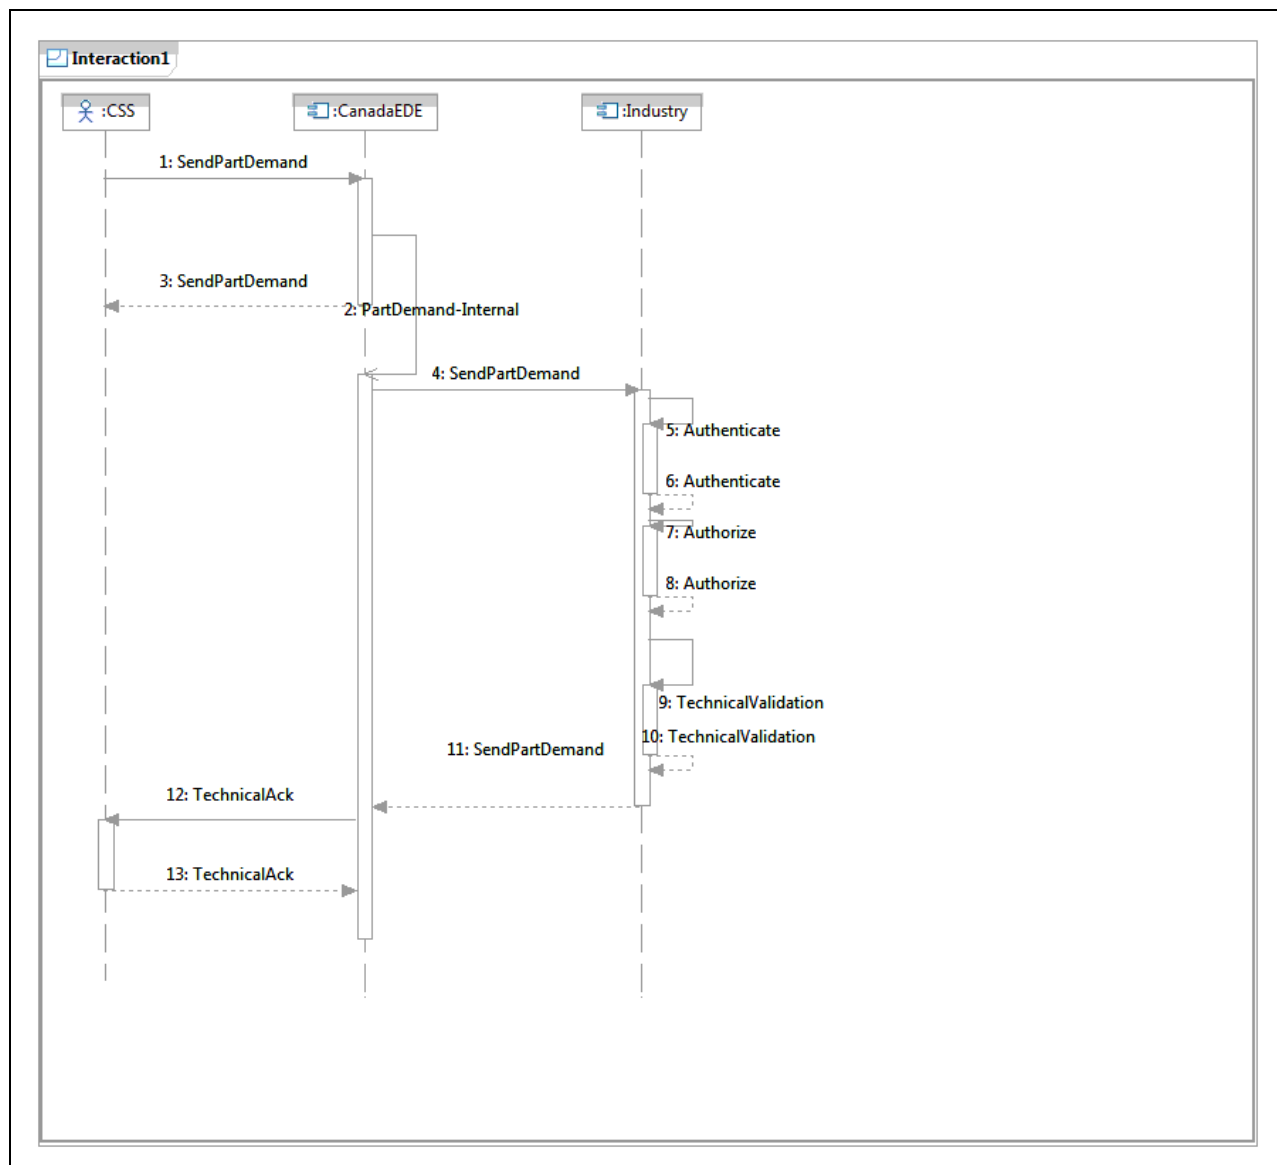 Interaction1
:CSS
:CanadaEDE
:Industry
1: SendPartDemand
3: SendPartDemand
2: PartDemand-Internal
4: SendPartDemand
5: Authenticate
6: Authenticate
7: Authorize
8: Authorize
9: TechnicalValidation
10: TechnicalValidation
11: SendPartDemand
12: TechnicalAck
13: TechnicalAck